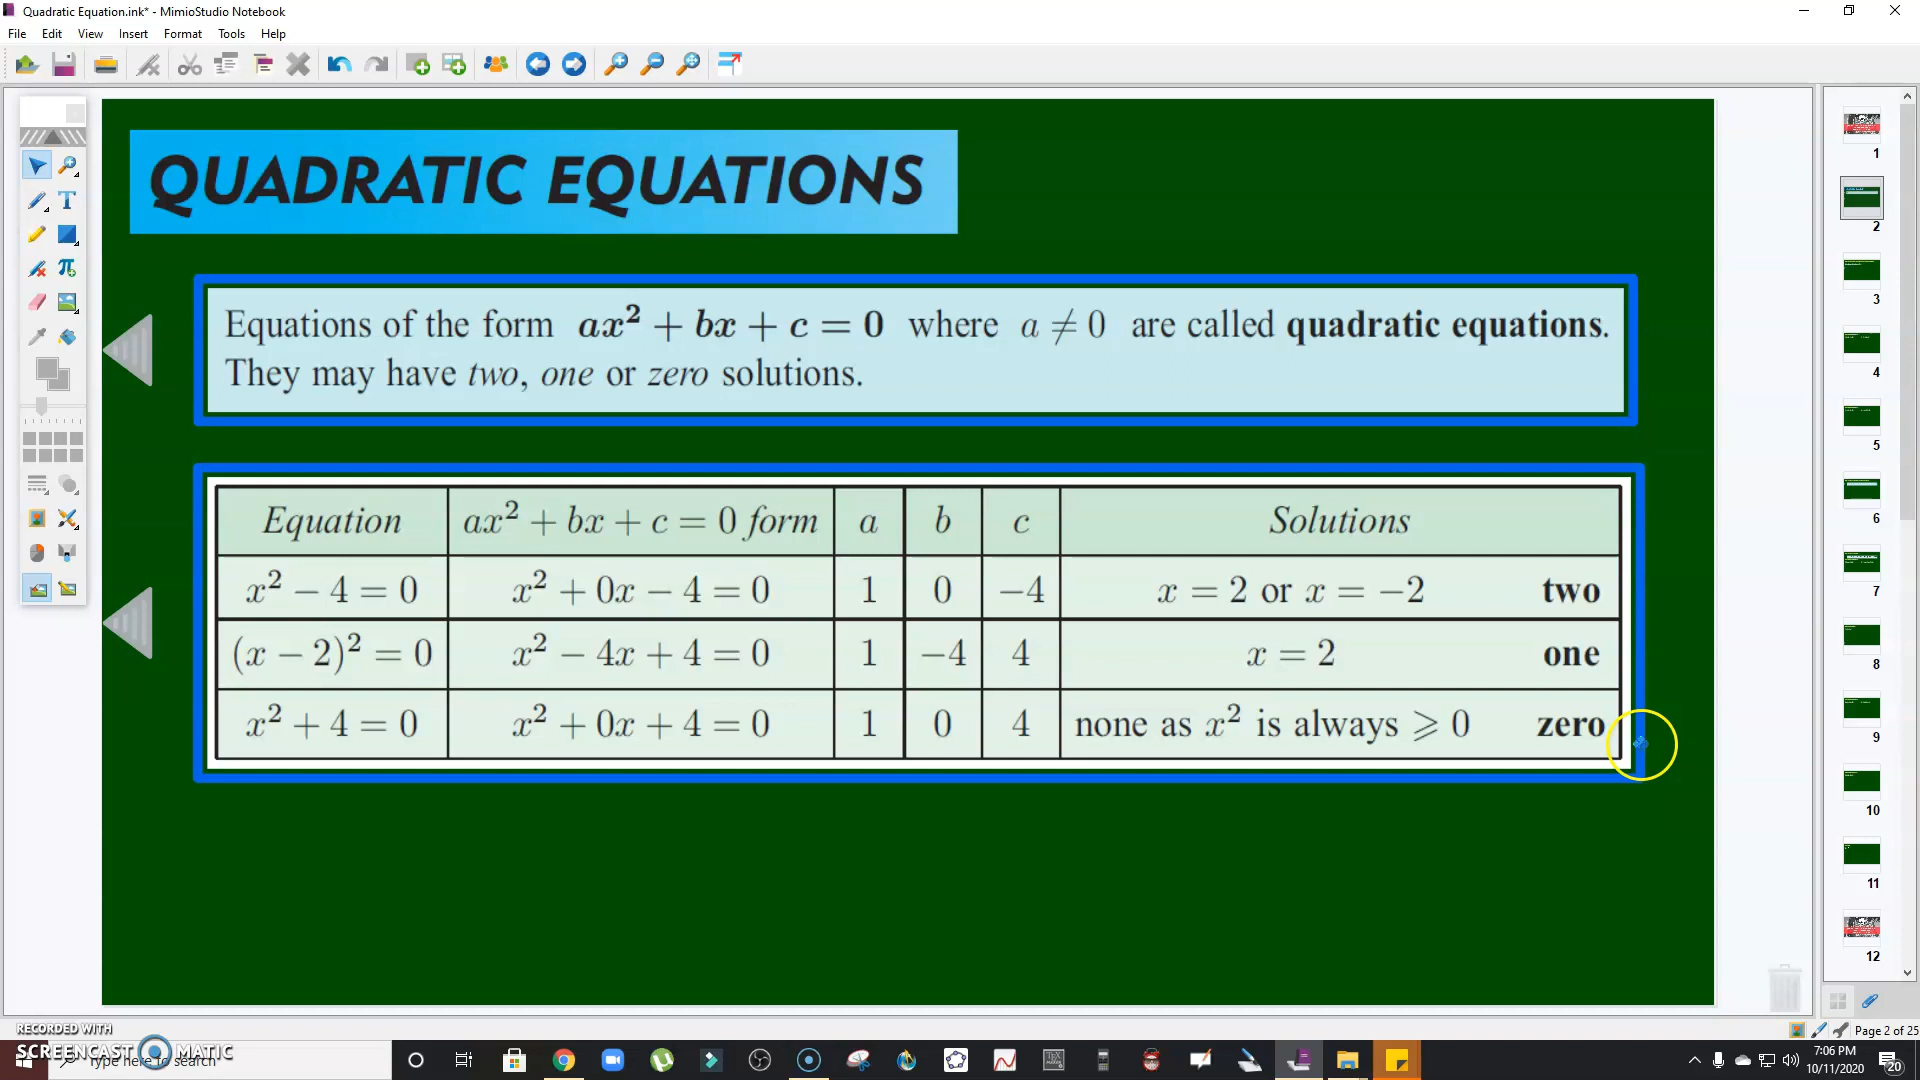 Quadratic Equation.ink* - MimioStudio Notebook
File Edit View Insert Format Tools Help
QUADRATIC EQUATIONS
Equations of the form ax² + bx + c = 0 where a ≠ 0 are called quadratic equations.
They may have two, one or zero solutions.
Equation ax² + bx + c = 0 form a b c Solutions
x² − 4 = 0 x² + 0x − 4 = 0 1 0 −4 x = 2 or x = −2 two
(x − 2)² = 0 x² − 4x + 4 = 0 1 −4 4 x = 2 one
x² + 4 = 0 x² + 0x + 4 = 0 1 0 4 none as x² is always ⩾ 0 zero
1
2
3
4
5
6
7
8
9
10
11
12
Page 2 of 25
RECORDED WITH
SCREENCAST MATIC
Type here to search
7:06 PM
10/11/2020
20